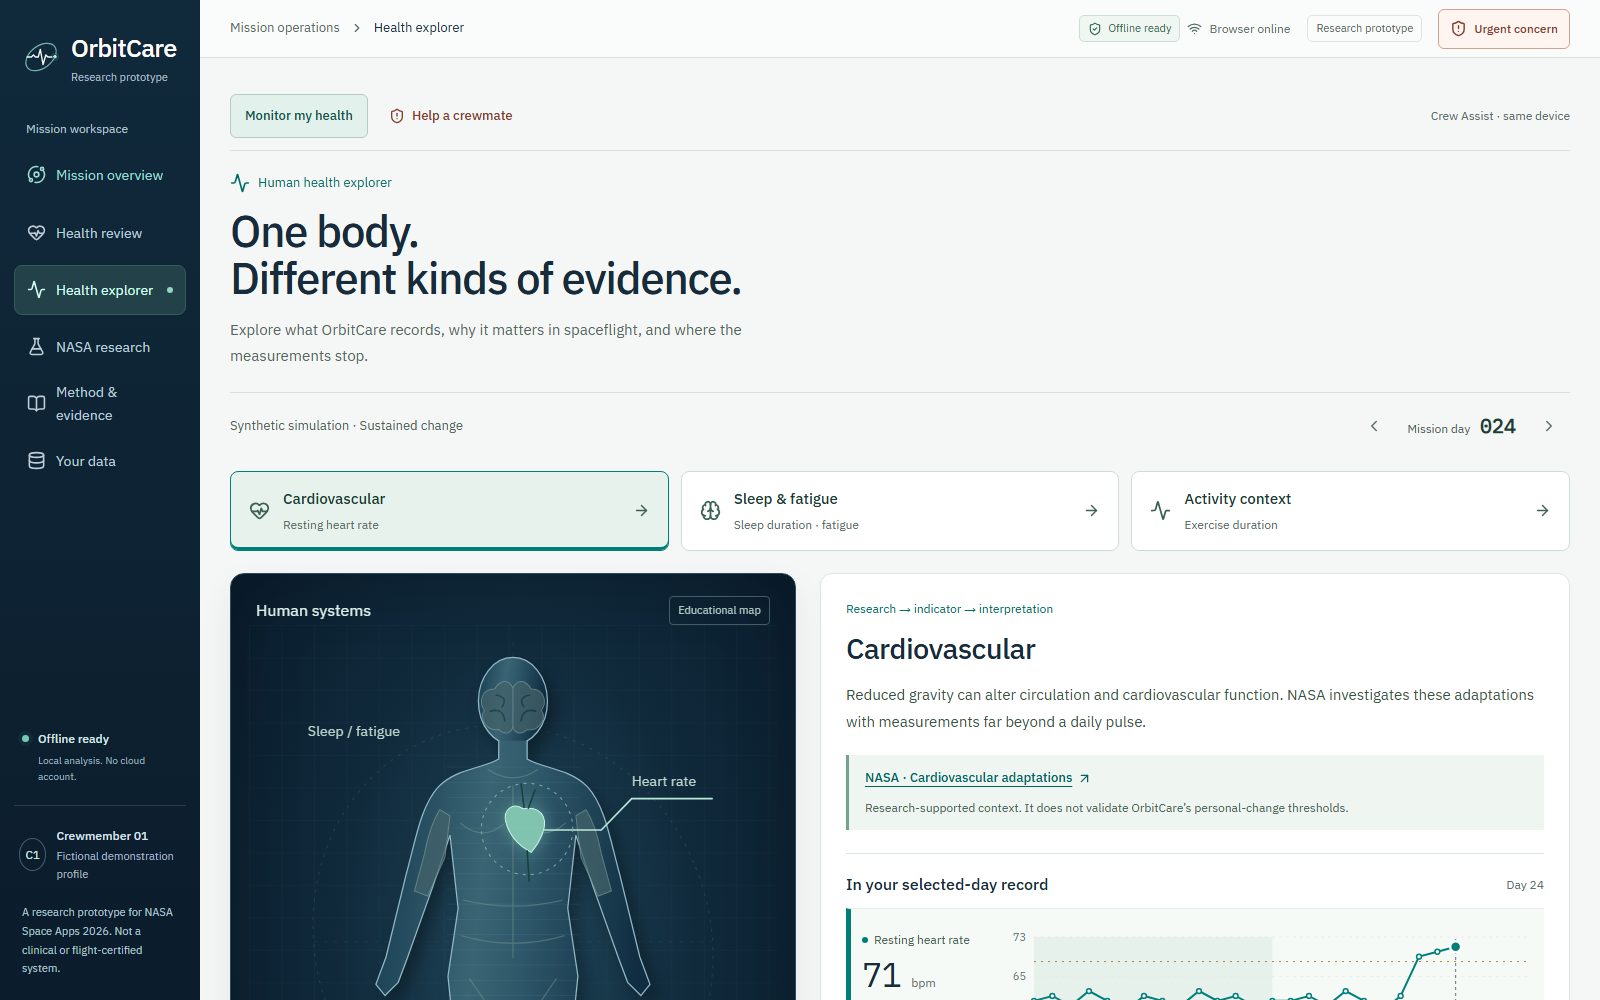 OrbitCare
Research prototype
Mission workspace
Mission overview
Health review
Health explorer
NASA research
Method &
evidence
Your data
Offline ready
Local analysis. No cloud
account.
C1
Crewmember 01
Fictional demonstration
profile
A research prototype for NASA
Space Apps 2026. Not a
clinical or flight-certified
system.
Mission operations > Health explorer
Offline ready
Browser online
Research prototype
Urgent concern
Monitor my health
Help a crewmate
Crew Assist · same device
Human health explorer
One body.
Different kinds of evidence.
Explore what OrbitCare records, why it matters in spaceflight, and where the
measurements stop.
Synthetic simulation · Sustained change
Mission day 024
Cardiovascular
Resting heart rate
Sleep & fatigue
Sleep duration · fatigue
Activity context
Exercise duration
Human systems
Educational map
Sleep / fatigue
Heart rate
Research → indicator → interpretation
Cardiovascular
Reduced gravity can alter circulation and cardiovascular function. NASA investigates these adaptations
with measurements far beyond a daily pulse.
NASA · Cardiovascular adaptations ↗
Research-supported context. It does not validate OrbitCare's personal-change thresholds.
In your selected-day record
Day 24
Resting heart rate
71 bpm
73
65